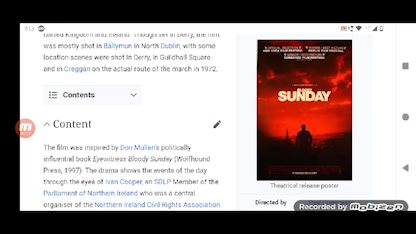 United Kingdom and Ireland. Though set in Derry, the
film was mostly shot in Ballymun in North Dublin, with some
location scenes were shot in Derry, in Guildhall Square
and in Creggan on the actual route of the march in 1972.
Contents
Content
The film was inspired by Don Mullan's politically
influential book Eyewitness Bloody Sunday (Wolfhound
Press, 1997). The drama shows the events of the day
through the eyes of Ivan Cooper, an SDLP Member of the
Parliament of Northern Ireland who was a central
organiser of the Northern Ireland Civil Rights Association
BLOODY
SUNDAY
Theatrical release poster
Directed by
Recorded by Mobizen